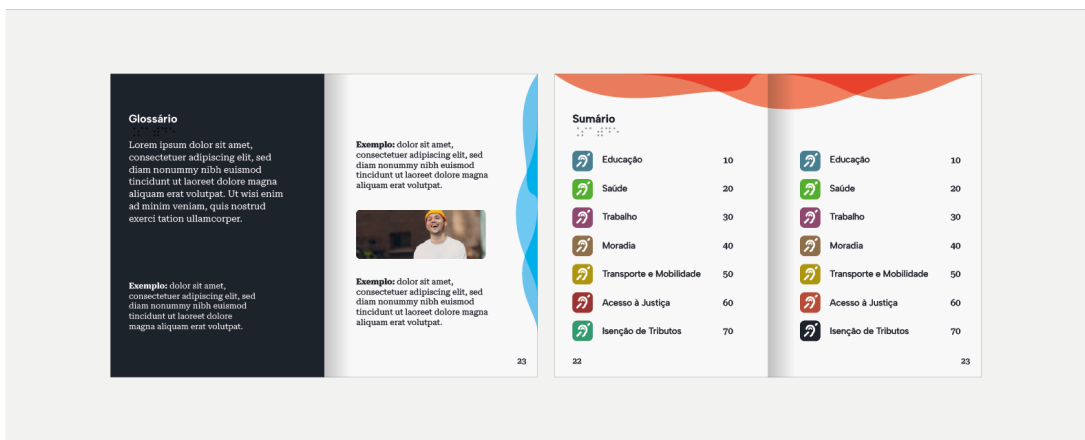 Glossário
Lorem ipsum dolor sit amet,
consectetuer adipiscing elit, sed
diam nonummy nibh euismod
tincidunt ut laoreet dolore magna
aliquam erat volutpat. Ut wisi enim
ad minim veniam, quis nostrud
exerci tation ullamcorper.
Exemplo: dolor sit amet,
consectetuer adipiscing elit, sed
diam nonummy nibh euismod
tincidunt ut laoreet dolore
magna aliquam erat volutpat.
Exemplo: dolor sit amet,
consectetuer adipiscing elit, sed
diam nonummy nibh euismod
tincidunt ut laoreet dolore magna
aliquam erat volutpat.
Exemplo: dolor sit amet,
consectetuer adipiscing elit, sed
diam nonummy nibh euismod
tincidunt ut laoreet dolore magna
aliquam erat volutpat.
23
Sumário
Educação 10
Saúde 20
Trabalho 30
Moradia 40
Transporte e Mobilidade 50
Acesso à Justiça 60
Isenção de Tributos 70
22
Educação 10
Saúde 20
Trabalho 30
Moradia 40
Transporte e Mobilidade 50
Acesso à Justiça 60
Isenção de Tributos 70
23